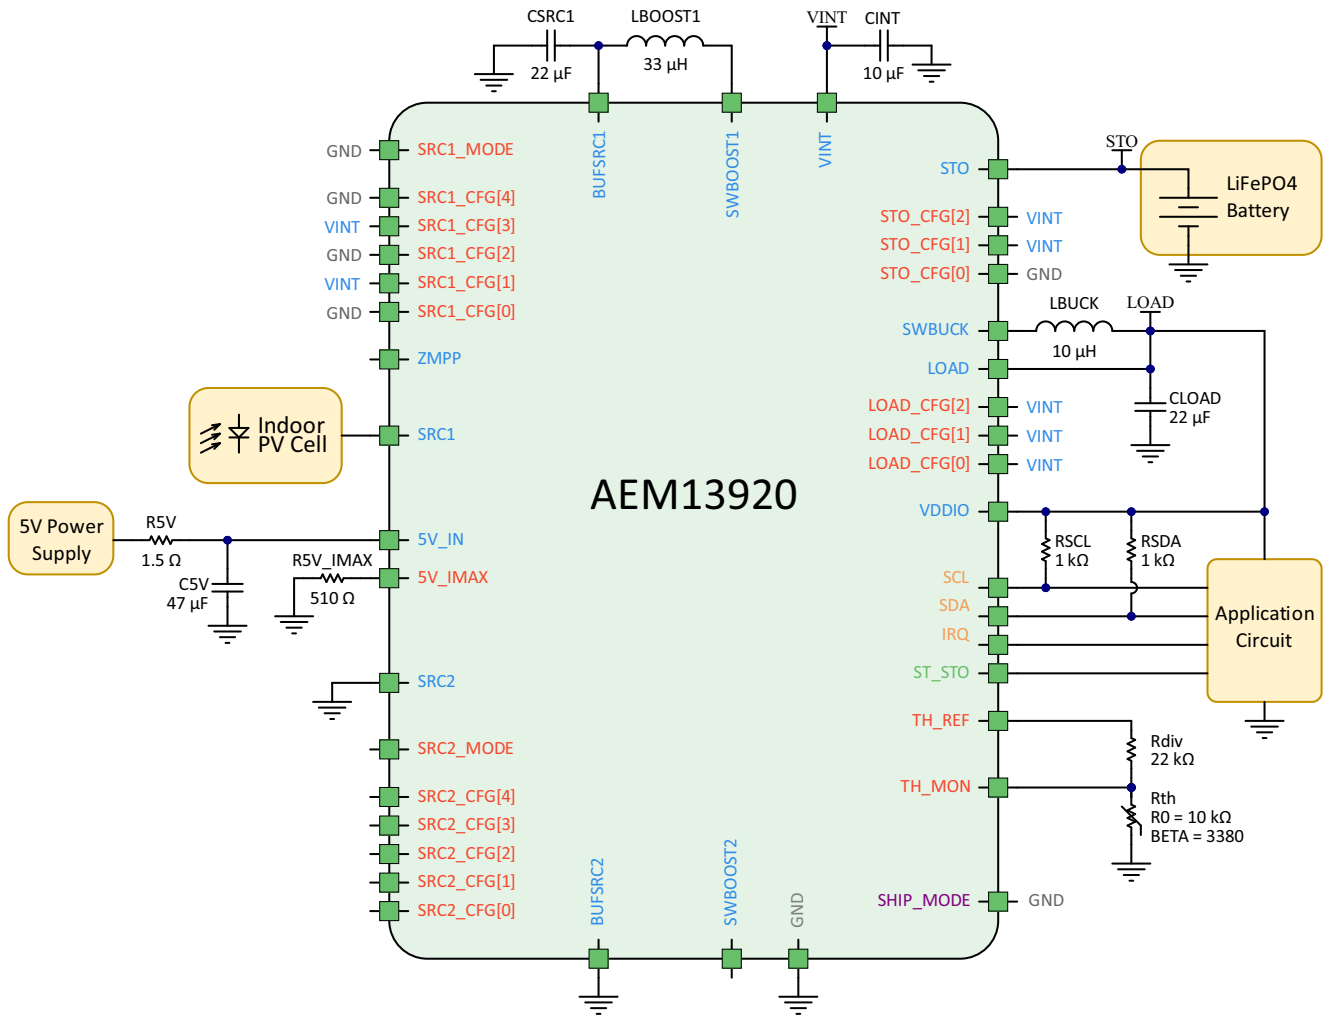 CSRC1
22 µF
LBOOST1
33 µH
VINT
CINT
10 µF
BUFSRC1
SWBOOST1
VINT
GND
SRC1_MODE
GND
SRC1_CFG[4]
VINT
SRC1_CFG[3]
GND
SRC1_CFG[2]
VINT
SRC1_CFG[1]
GND
SRC1_CFG[0]
ZMPP
Indoor
PV Cell
SRC1
5V Power
Supply
R5V
1.5 Ω
C5V
47 µF
5V_IN
R5V_IMAX
510 Ω
5V_IMAX
SRC2
SRC2_MODE
SRC2_CFG[4]
SRC2_CFG[3]
SRC2_CFG[2]
SRC2_CFG[1]
SRC2_CFG[0]
AEM13920
BUFSRC2
SWBOOST2
GND
STO
STO
LiFePO4
Battery
STO_CFG[2]
VINT
STO_CFG[1]
VINT
STO_CFG[0]
GND
SWBUCK
LBUCK
10 µH
LOAD
LOAD
CLOAD
22 µF
LOAD_CFG[2]
VINT
LOAD_CFG[1]
VINT
LOAD_CFG[0]
VINT
VDDIO
RSCL
1 kΩ
RSDA
1 kΩ
SCL
SDA
IRQ
ST_STO
Application
Circuit
TH_REF
Rdiv
22 kΩ
TH_MON
Rth
R0 = 10 kΩ
BETA = 3380
SHIP_MODE
GND